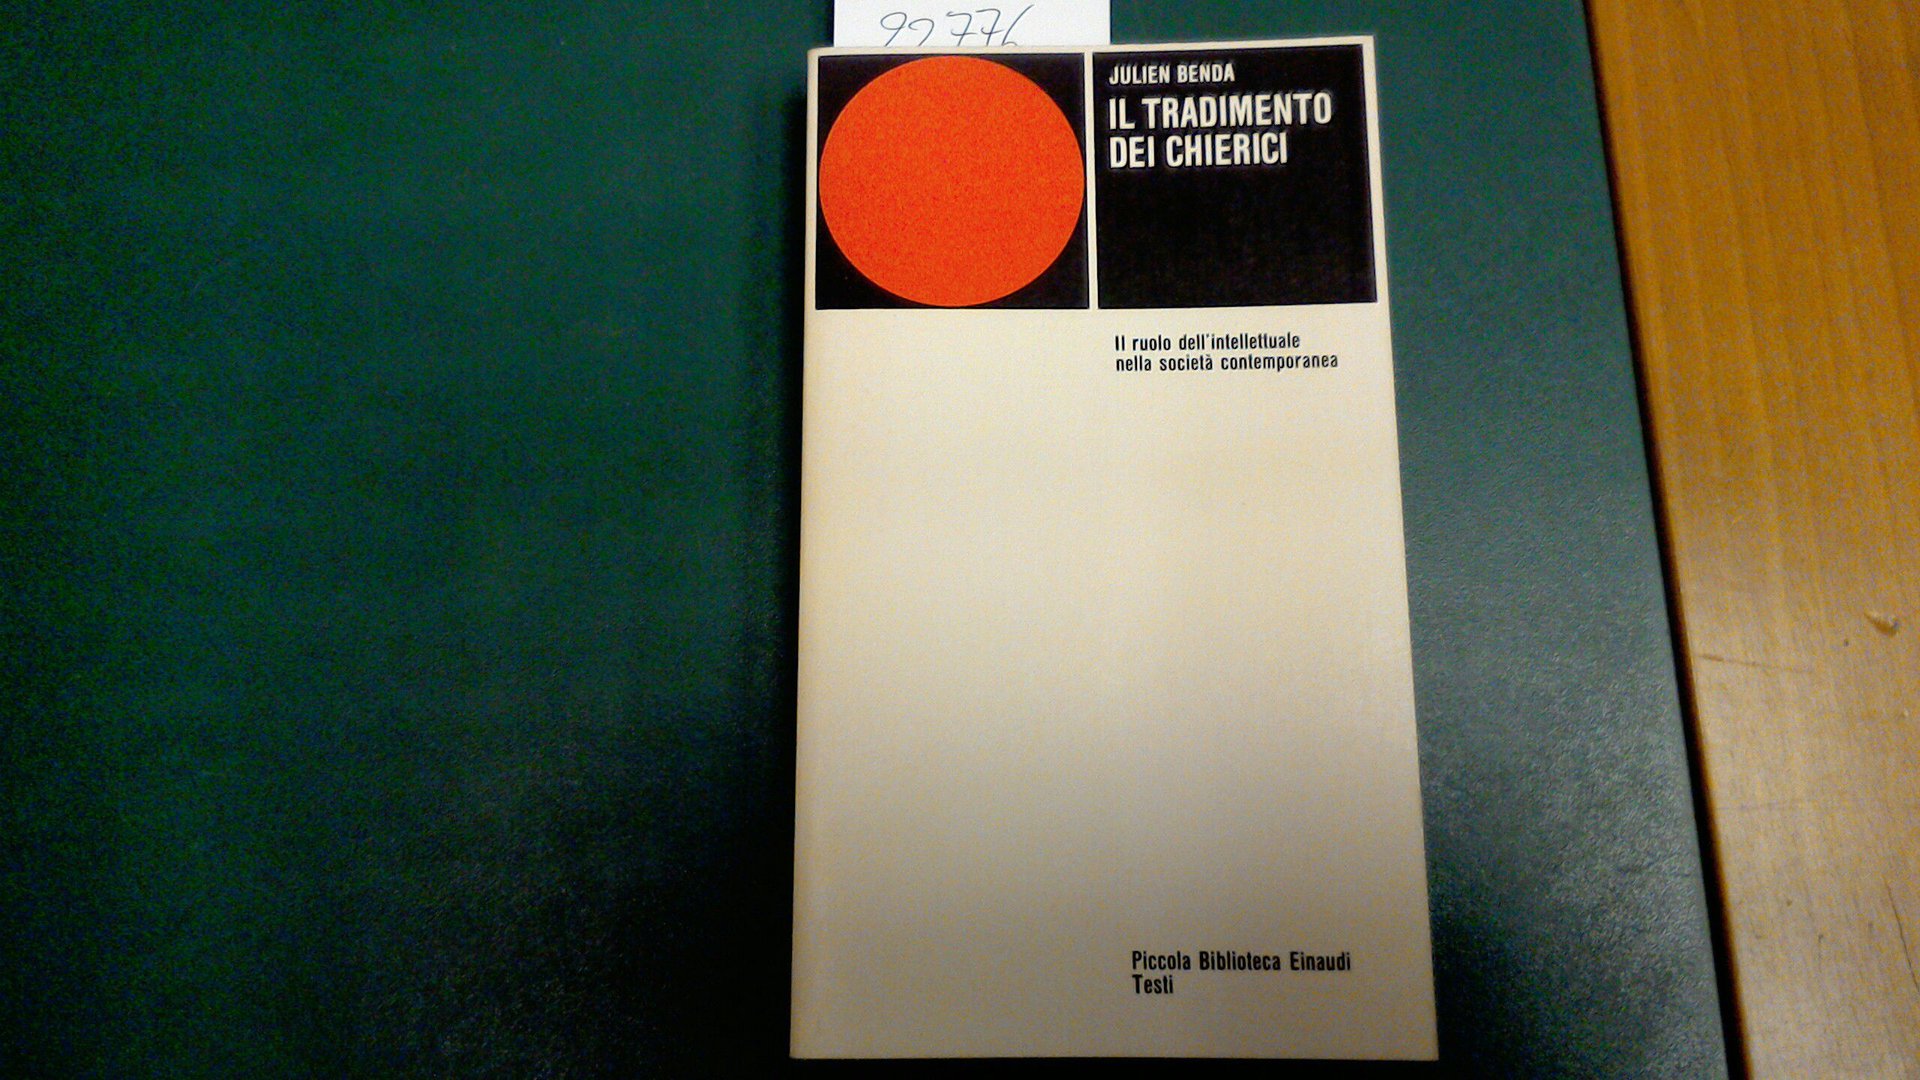 92776
JULIEN BENDA
IL TRADIMENTO
DEI CHIERICI
Il ruolo dell'intellettuale
nella società contemporanea
Piccola Biblioteca Einaudi
Testi